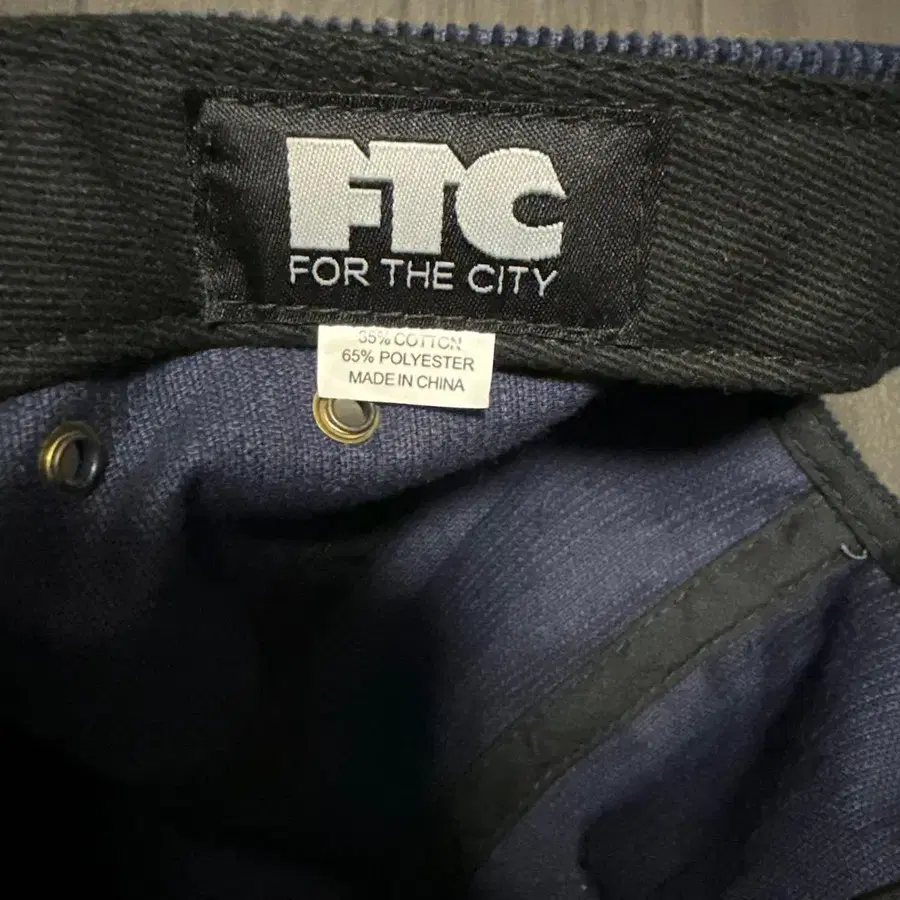 FTC
FOR THE CITY
35% COTTON
65% POLYESTER
MADE IN CHINA